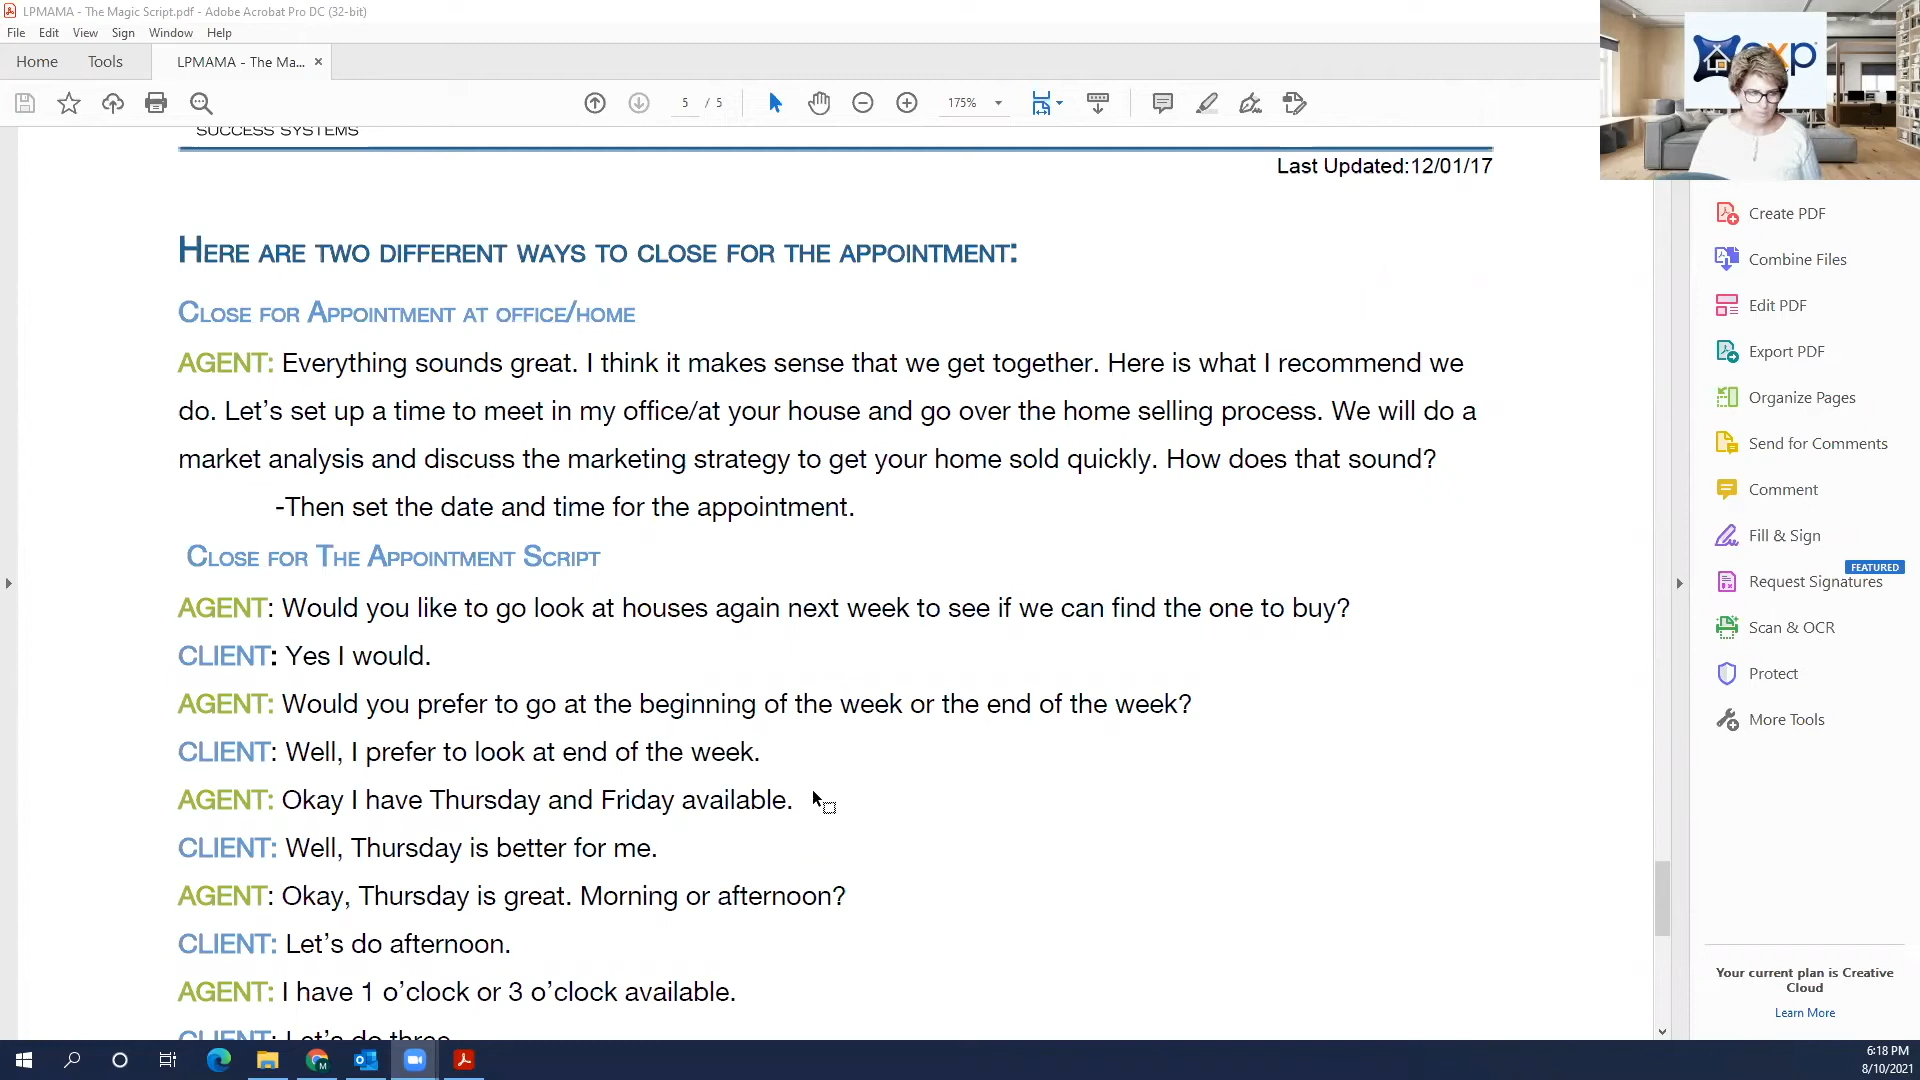 LPMAMA - The Magic Script.pdf - Adobe Acrobat Pro DC (32-bit)
File Edit View Sign Window Help
Home Tools LPMAMA - The Ma... ×
5 / 5 175%
exp
SUCCESS SYSTEMS
Last Updated:12/01/17
HERE ARE TWO DIFFERENT WAYS TO CLOSE FOR THE APPOINTMENT:
CLOSE FOR APPOINTMENT AT OFFICE/HOME
AGENT: Everything sounds great. I think it makes sense that we get together. Here is what I recommend we
do. Let's set up a time to meet in my office/at your house and go over the home selling process. We will do a
market analysis and discuss the marketing strategy to get your home sold quickly. How does that sound?
-Then set the date and time for the appointment.
CLOSE FOR THE APPOINTMENT SCRIPT
AGENT: Would you like to go look at houses again next week to see if we can find the one to buy?
CLIENT: Yes I would.
AGENT: Would you prefer to go at the beginning of the week or the end of the week?
CLIENT: Well, I prefer to look at end of the week.
AGENT: Okay I have Thursday and Friday available.
CLIENT: Well, Thursday is better for me.
AGENT: Okay, Thursday is great. Morning or afternoon?
CLIENT: Let's do afternoon.
AGENT: I have 1 o'clock or 3 o'clock available.
CLIENT: Let's do three
Create PDF
Combine Files
Edit PDF
Export PDF
Organize Pages
Send for Comments
Comment
Fill & Sign
FEATURED
Request Signatures
Scan & OCR
Protect
More Tools
Your current plan is Creative
Cloud
Learn More
6:18 PM
8/10/2021